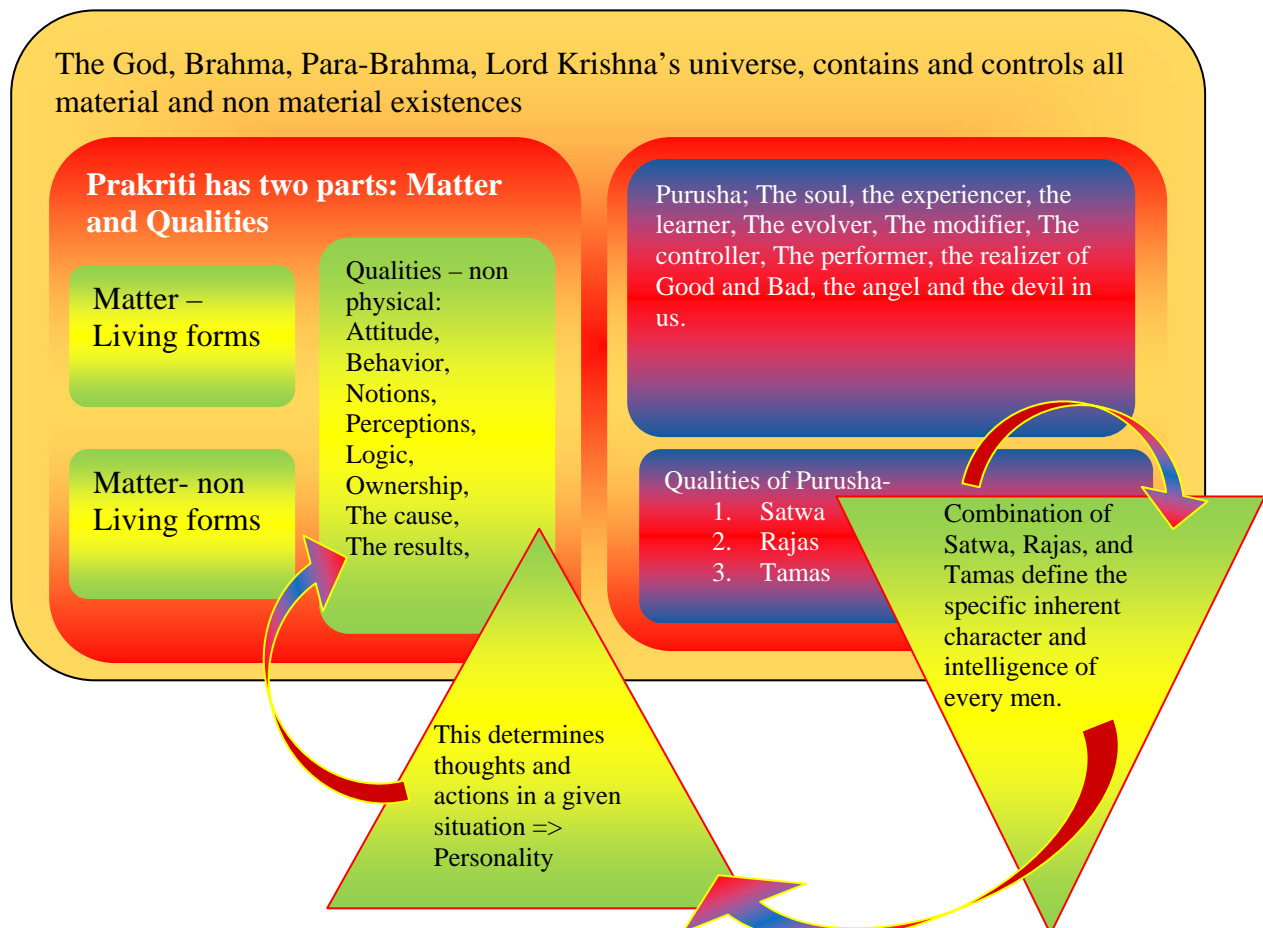 The God, Brahma, Para-Brahma, Lord Krishna’s universe, contains and controls all
material and non material existences
Prakriti has two parts: Matter
and Qualities
Matter –
Living forms
Matter- non
Living forms
Qualities – non
physical:
Attitude,
Behavior,
Notions,
Perceptions,
Logic,
Ownership,
The cause,
The results,
Purusha; The soul, the experiencer, the
learner, The evolver, The modifier, The
controller, The performer, the realizer of
Good and Bad, the angel and the devil in
us.
Qualities of Purusha-
1. Satwa
2. Rajas
3. Tamas
Combination of
Satwa, Rajas, and
Tamas define the
specific inherent
character and
intelligence of
every men.
This determines
thoughts and
actions in a given
situation =>
Personality